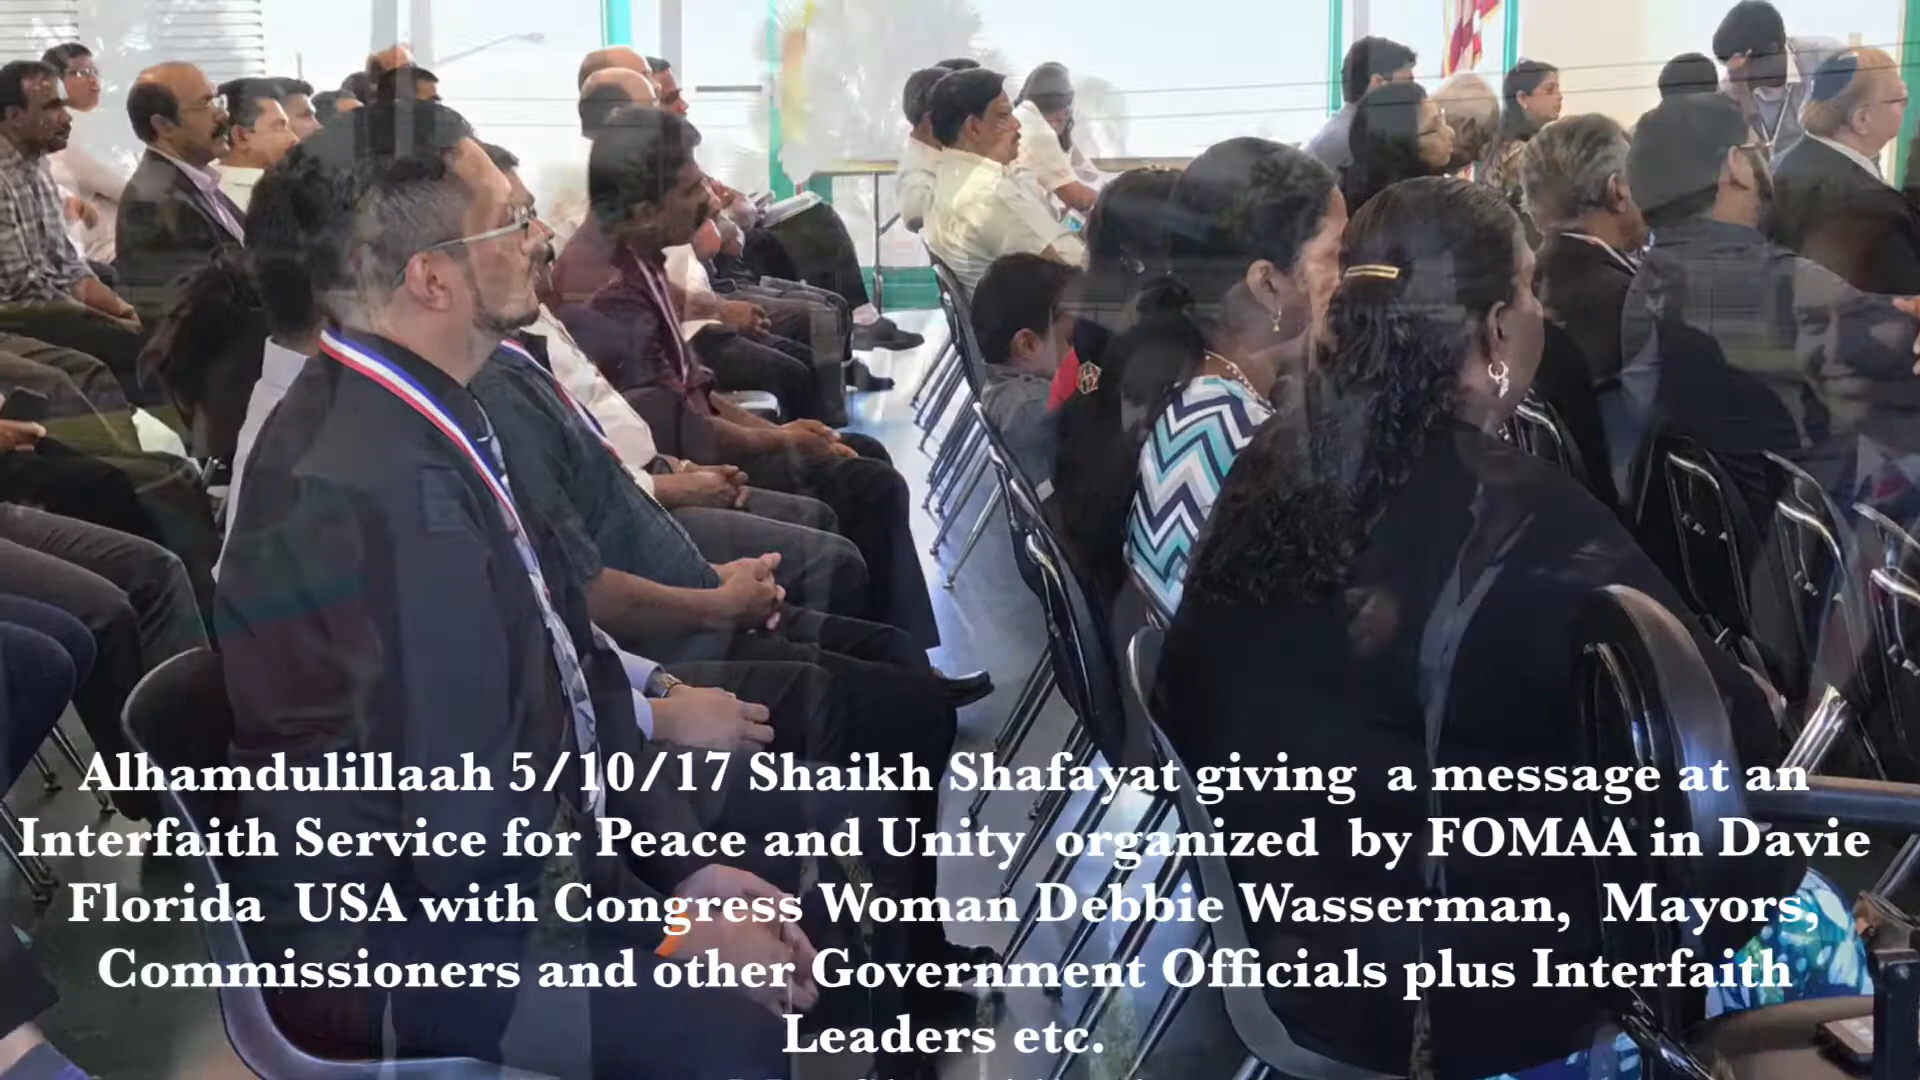 Alhamdulillaah 5/10/17 Shaikh Shafayat giving a message at an
Interfaith Service for Peace and Unity organized by FOMAA in Davie
Florida USA with Congress Woman Debbie Wasserman, Mayors,
Commissioners and other Government Officials plus Interfaith
Leaders etc.